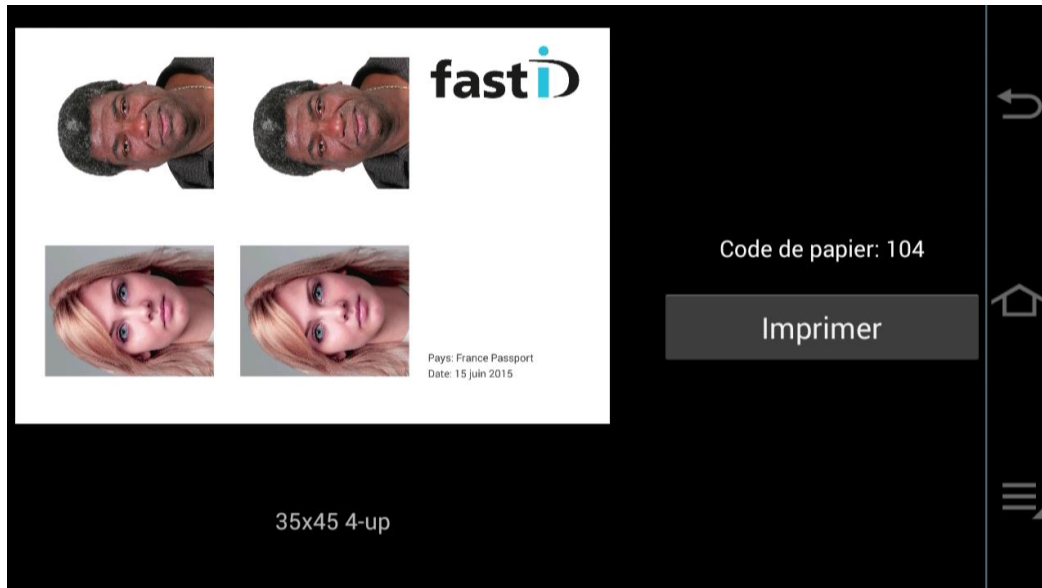 fastiD
Pays: France Passport
Date: 15 juin 2015
Code de papier: 104
Imprimer
35x45 4-up